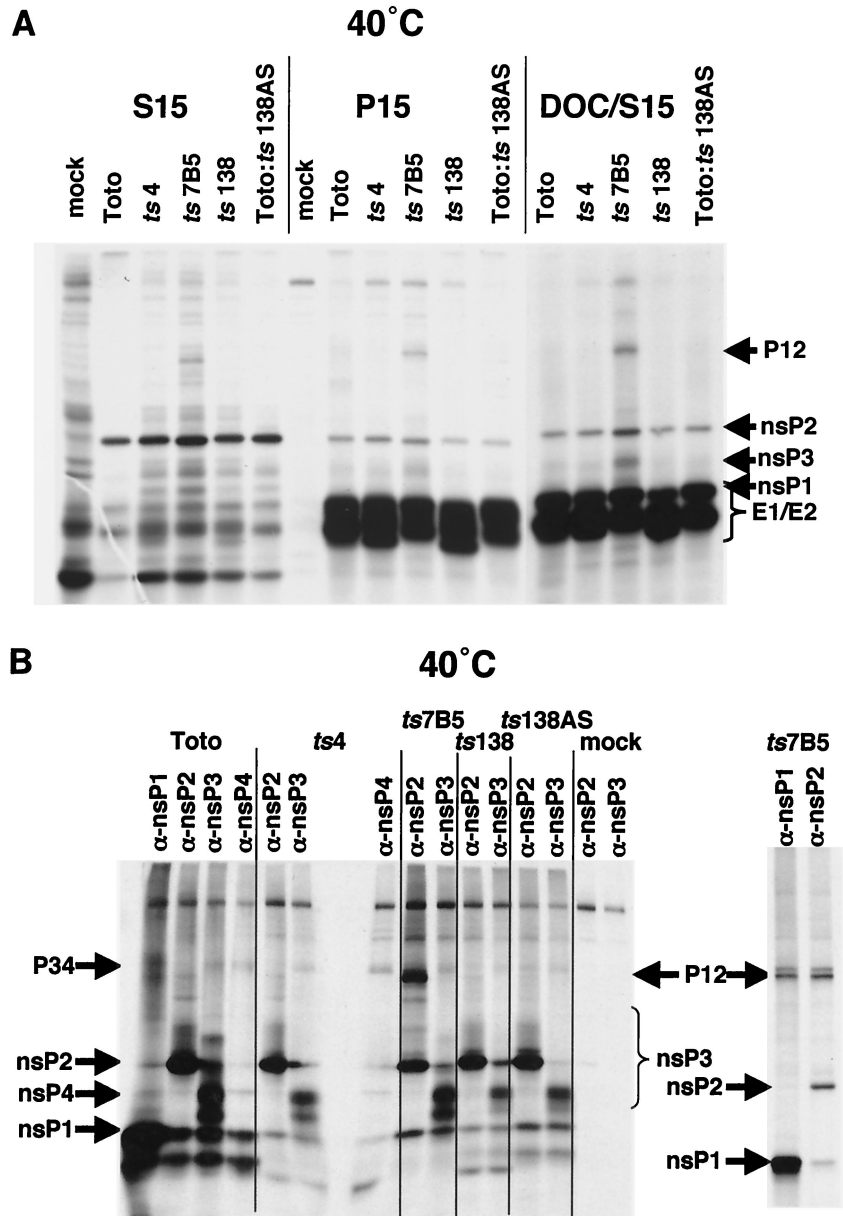 A
40°C
S15
P15
DOC/S15
mock
Toto
ts 4
ts 7B5
ts 138
Toto:ts 138AS
mock
Toto
ts 4
ts 7B5
ts 138
Toto:ts 138AS
Toto
ts 4
ts 7B5
ts 138
Toto:ts 138AS
P12
nsP2
nsP3
nsP1
E1/E2
B
40°C
ts7B5 ts138AS
Toto ts4 ts138 mock ts7B5
α-nsP1
α-nsP2
α-nsP3
α-nsP4
α-nsP2
α-nsP3
α-nsP4
α-nsP2
α-nsP3
α-nsP2
α-nsP3
α-nsP2
α-nsP3
α-nsP2
α-nsP3
α-nsP1
α-nsP2
P34
P12
nsP2
nsP3
nsP2
nsP4
nsP1
nsP1